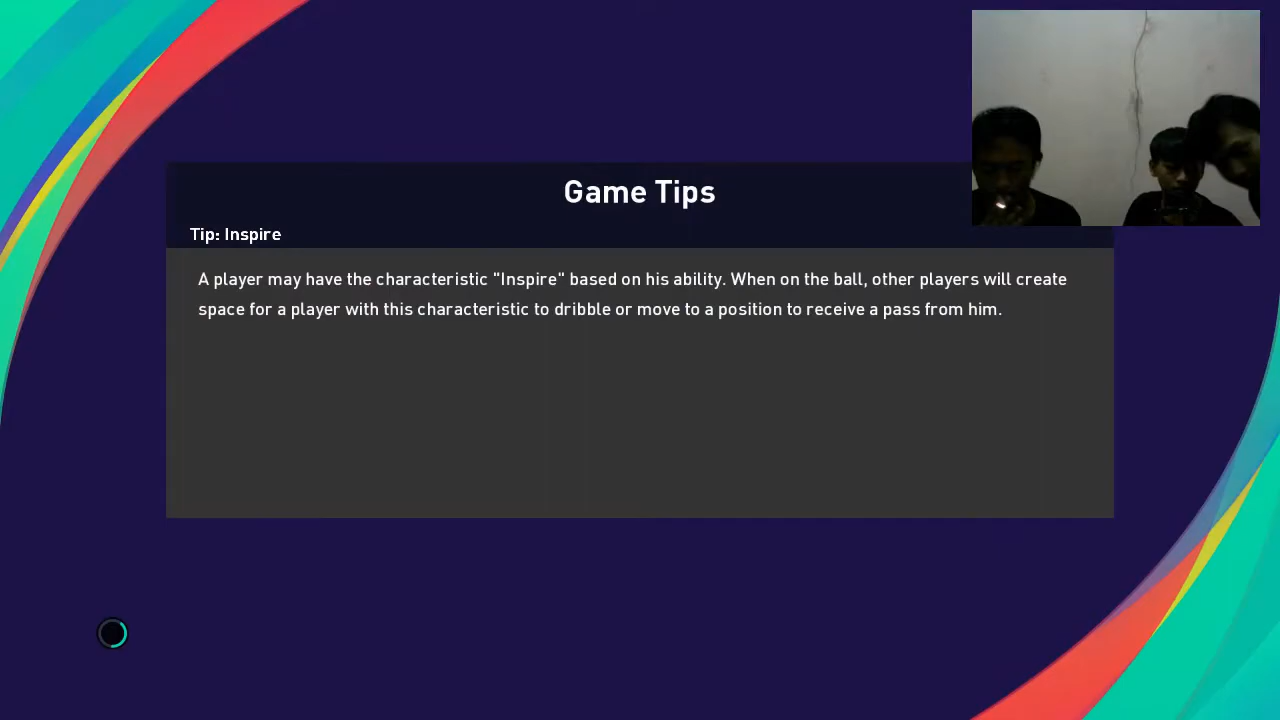 Game Tips
Tip: Inspire
A player may have the characteristic "Inspire" based on his ability. When on the ball, other players will create
space for a player with this characteristic to dribble or move to a position to receive a pass from him.